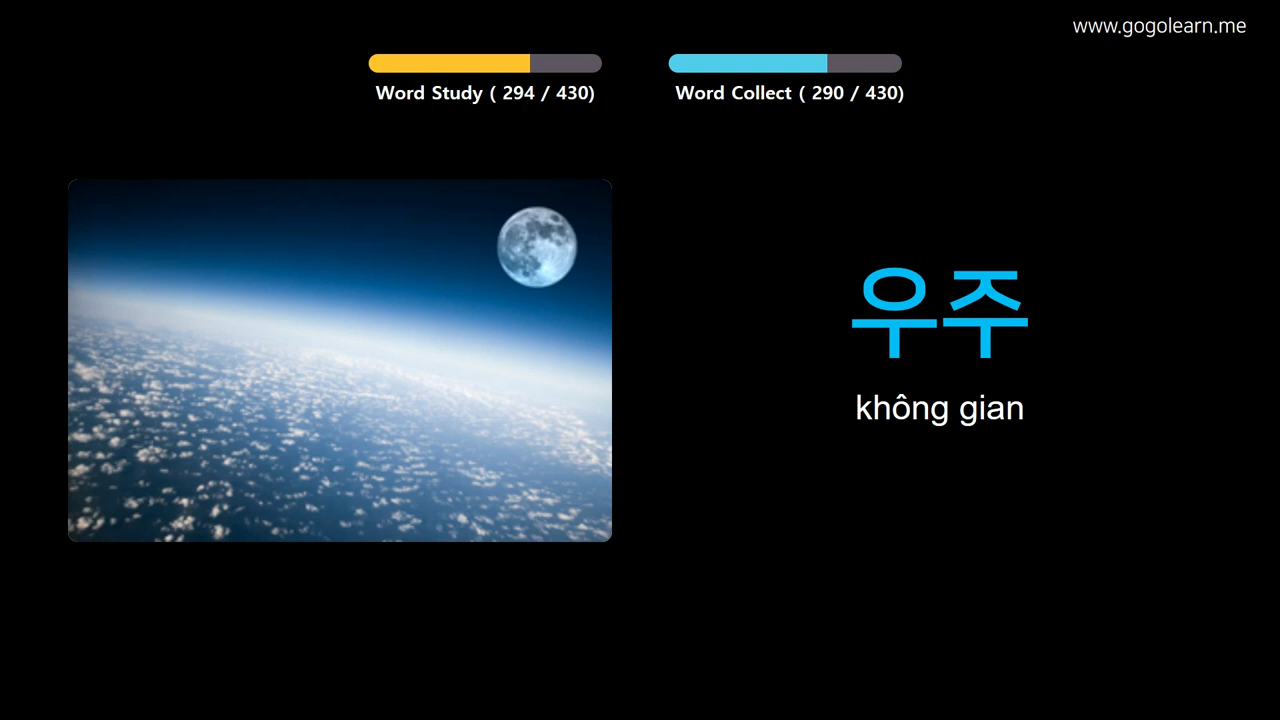 www.gogolearn.me
Word Study ( 294 / 430)
Word Collect ( 290 / 430)
우주
không gian